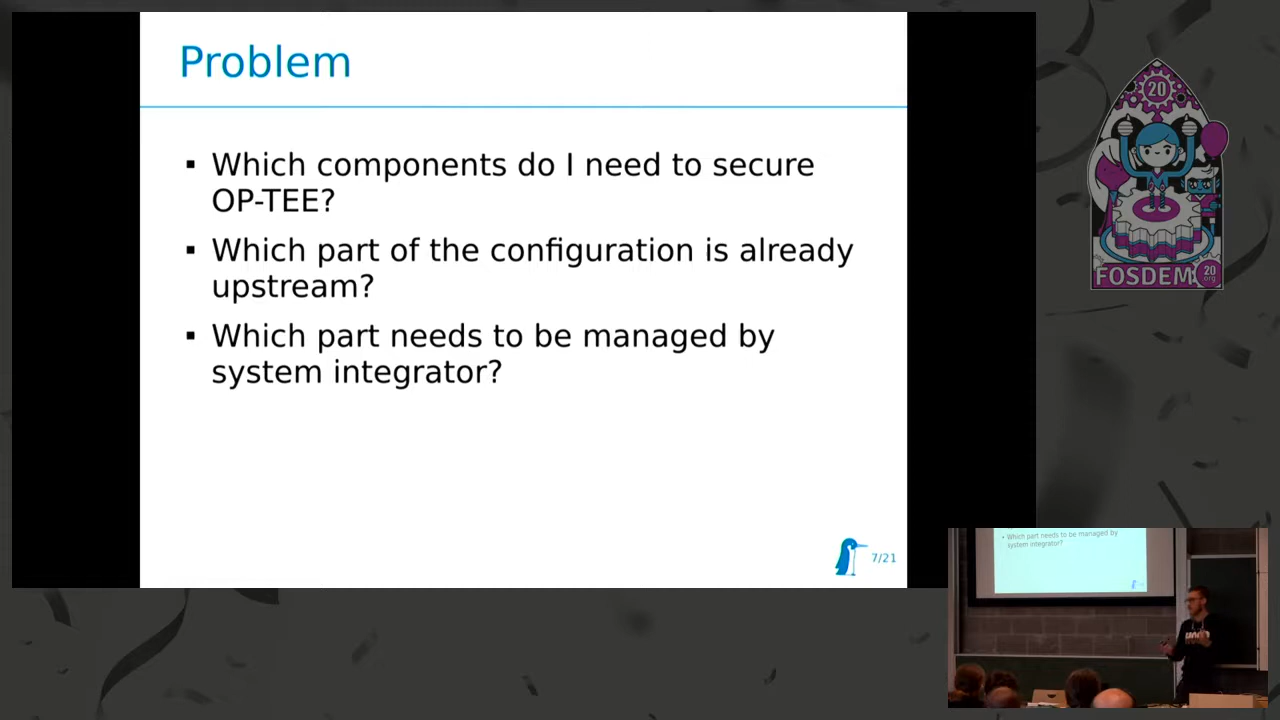 Problem
▪ Which components do I need to secure
OP-TEE?
▪ Which part of the configuration is already
upstream?
▪ Which part needs to be managed by
system integrator?
7/21
20
FOSDEM
20
org
▪ Which part needs to be managed by
system integrator?